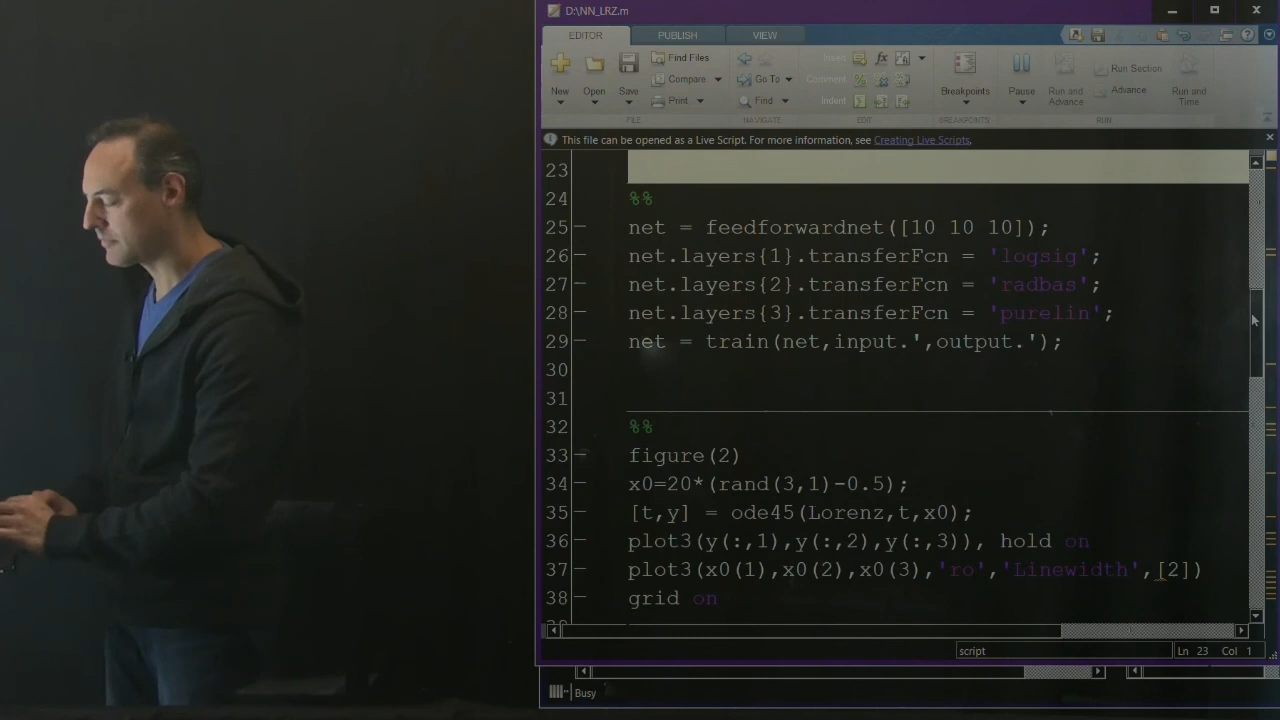 D:\NN_LRZ.m
EDITOR PUBLISH VIEW
New Open Save Find Files Compare Print Go To Find Insert Comment Indent Breakpoints Pause Run and Advance Run Section Advance Run and Time
FILE NAVIGATE EDIT BREAKPOINTS RUN
This file can be opened as a Live Script. For more information, see Creating Live Scripts.
23
24 %%
25 net = feedforwardnet([10 10 10]);
26 net.layers{1}.transferFcn = 'logsig';
27 net.layers{2}.transferFcn = 'radbas';
28 net.layers{3}.transferFcn = 'purelin';
29 net = train(net,input.',output.');
30
31
32 %%
33 figure(2)
34 x0=20*(rand(3,1)-0.5);
35 [t,y] = ode45(Lorenz,t,x0);
36 plot3(y(:,1),y(:,2),y(:,3)), hold on
37 plot3(x0(1),x0(2),x0(3),'ro','Linewidth',[2])
38 grid on
script Ln 23 Col 1
Busy